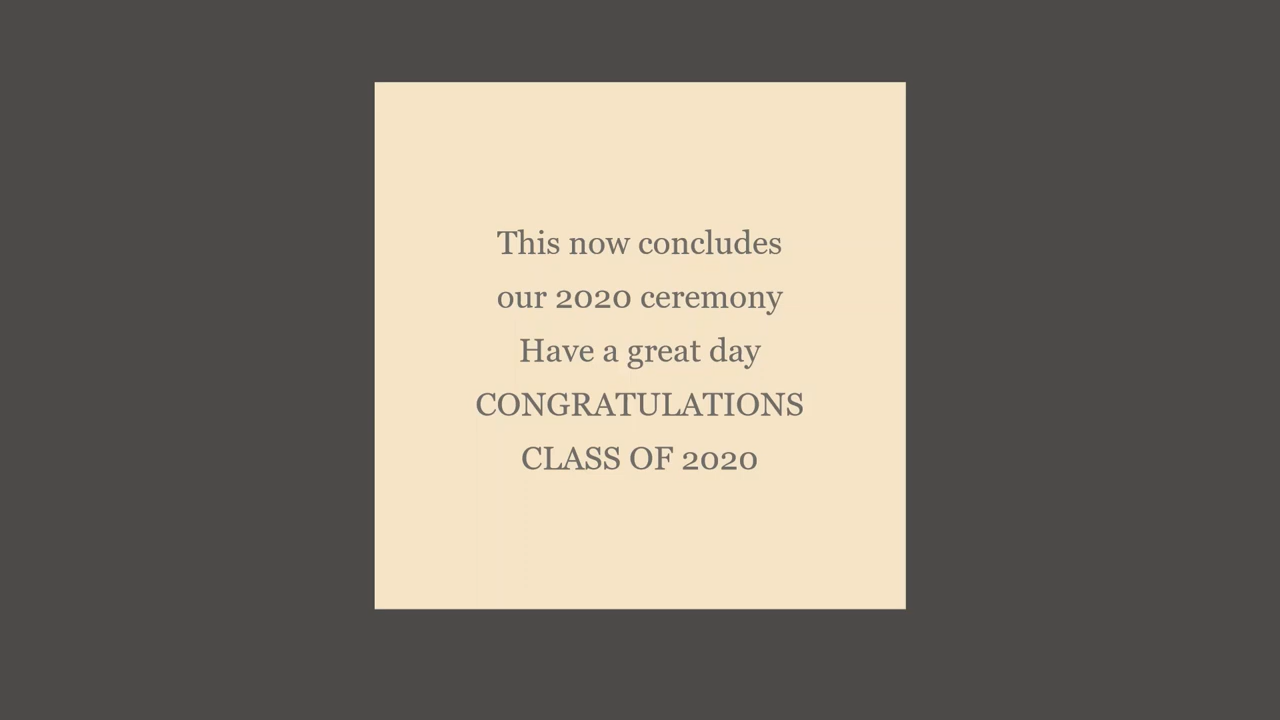 This now concludes
our 2020 ceremony
Have a great day
CONGRATULATIONS
CLASS OF 2020